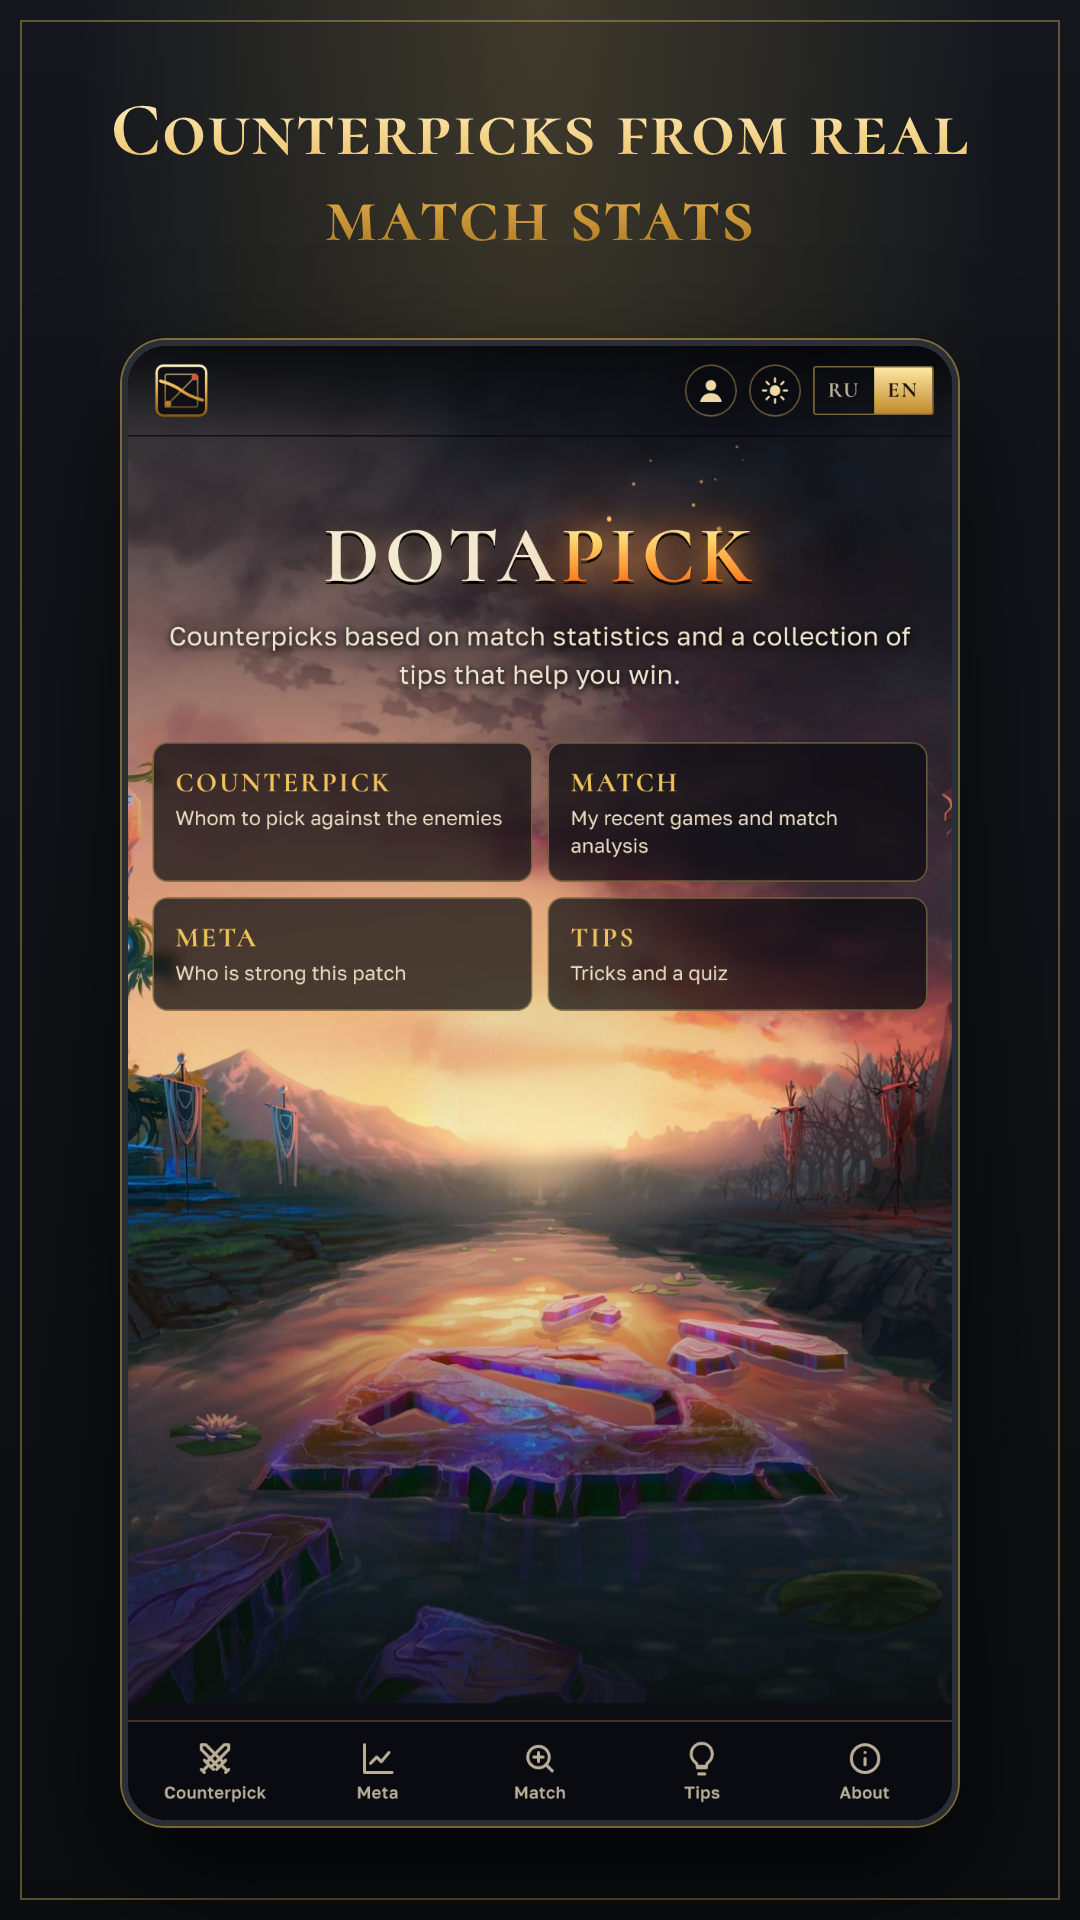 Counterpicks from real
match stats
RU EN
DOTAPICK
Counterpicks based on match statistics and a collection of
tips that help you win.
COUNTERPICK
Whom to pick against the enemies
MATCH
My recent games and match
analysis
META
Who is strong this patch
TIPS
Tricks and a quiz
Counterpick Meta Match Tips About